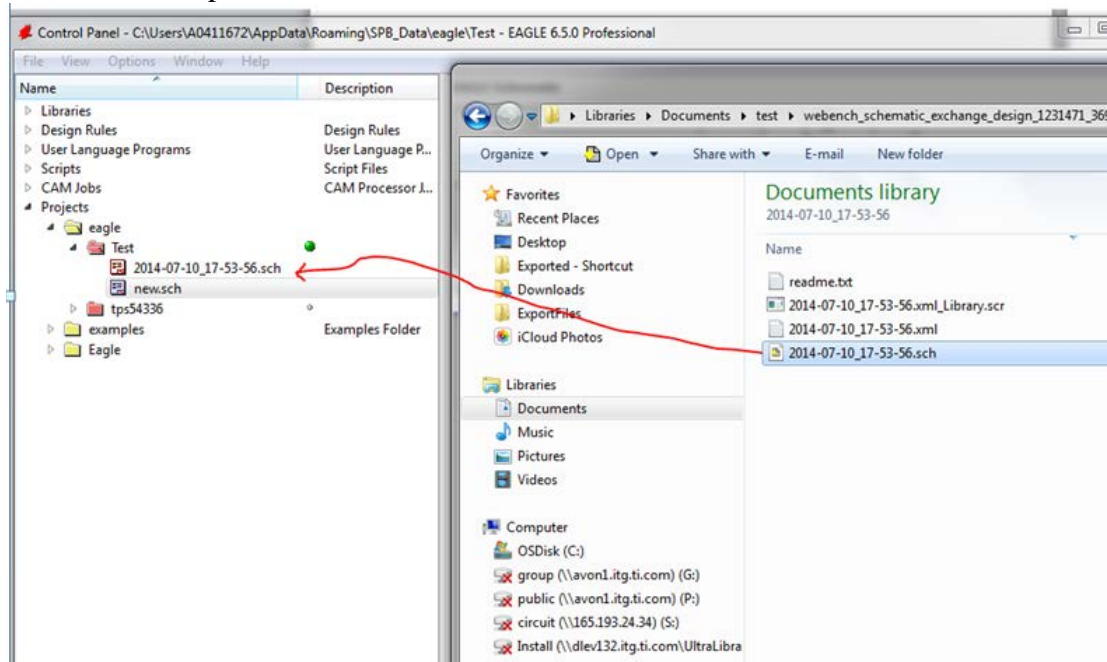 Control Panel - C:\Users\A0411672\AppData\Roaming\SPB_Data\eagle\Test - EAGLE 6.5.0 Professional
File View Options Window Help
Name Description
Libraries
Design Rules Design Rules
User Language Programs User Language P...
Scripts Script Files
CAM Jobs CAM Processor J...
Projects
eagle
Test
2014-07-10_17-53-56.sch
new.sch
tps54336
examples Examples Folder
Eagle
Libraries Documents test webench_schematic_exchange_design_1231471_369
Organize Open Share with E-mail New folder
Favorites
Recent Places
Desktop
Exported - Shortcut
Downloads
ExportFiles
iCloud Photos
Libraries
Documents
Music
Pictures
Videos
Computer
OSDisk (C:)
group (\\avon1.itg.ti.com) (G:)
public (\\avon1.itg.ti.com) (P:)
circuit (\\165.193.24.34) (S:)
Install (\\dlev132.itg.ti.com\UltraLibra
Documents library
2014-07-10_17-53-56
Name
readme.txt
2014-07-10_17-53-56.xml_Library.scr
2014-07-10_17-53-56.xml
2014-07-10_17-53-56.sch